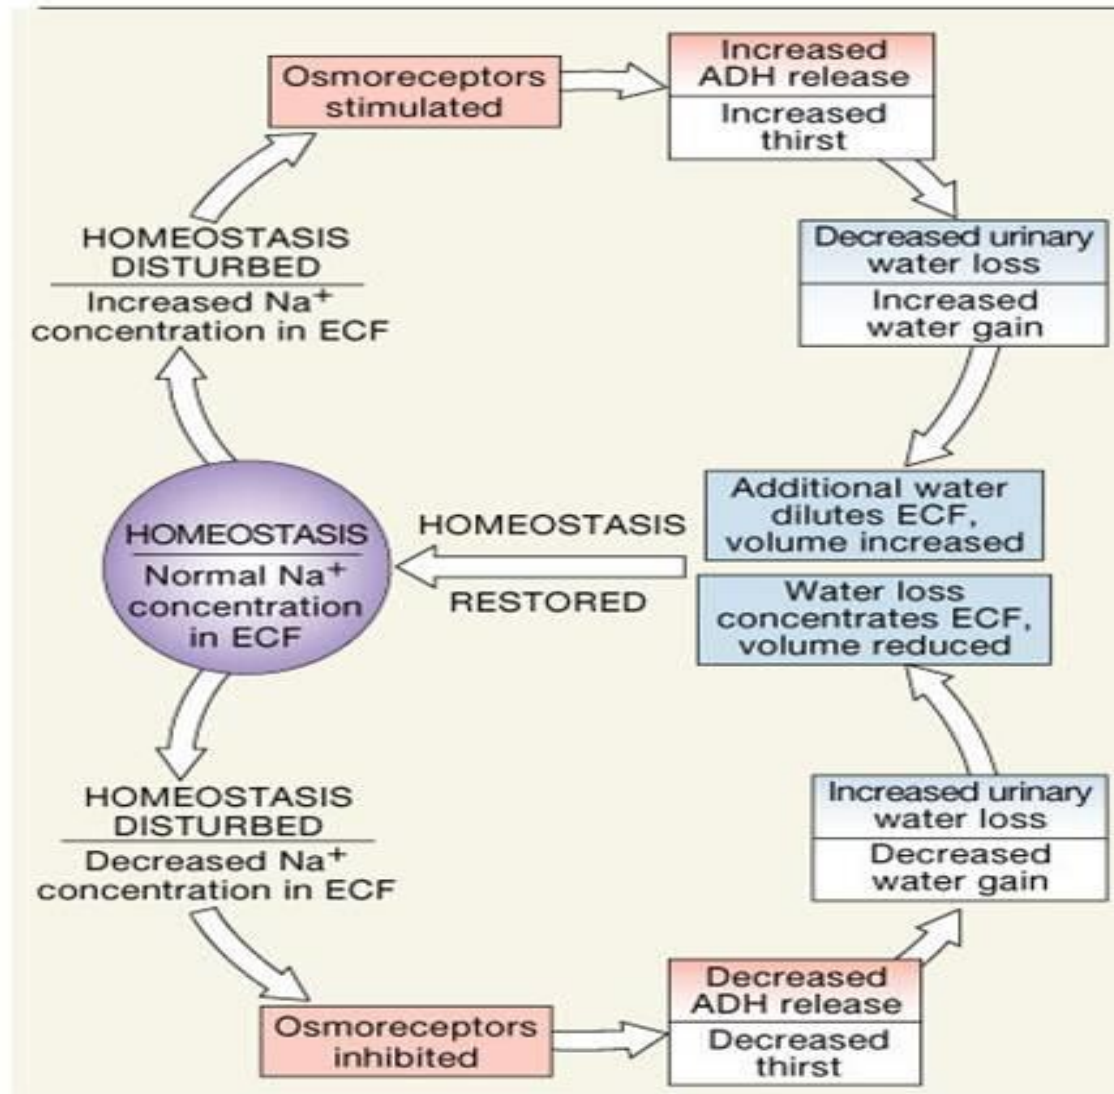 Osmoreceptors
stimulated
Increased
ADH release
Increased
thirst
HOMEOSTASIS
DISTURBED
Increased Na⁺
concentration in ECF
Decreased urinary
water loss
Increased
water gain
Additional water
dilutes ECF,
volume increased
HOMEOSTASIS
RESTORED
HOMEOSTASIS
Normal Na⁺
concentration
in ECF
Water loss
concentrates ECF,
volume reduced
HOMEOSTASIS
DISTURBED
Decreased Na⁺
concentration in ECF
Increased urinary
water loss
Decreased
water gain
Osmoreceptors
inhibited
Decreased
ADH release
Decreased
thirst